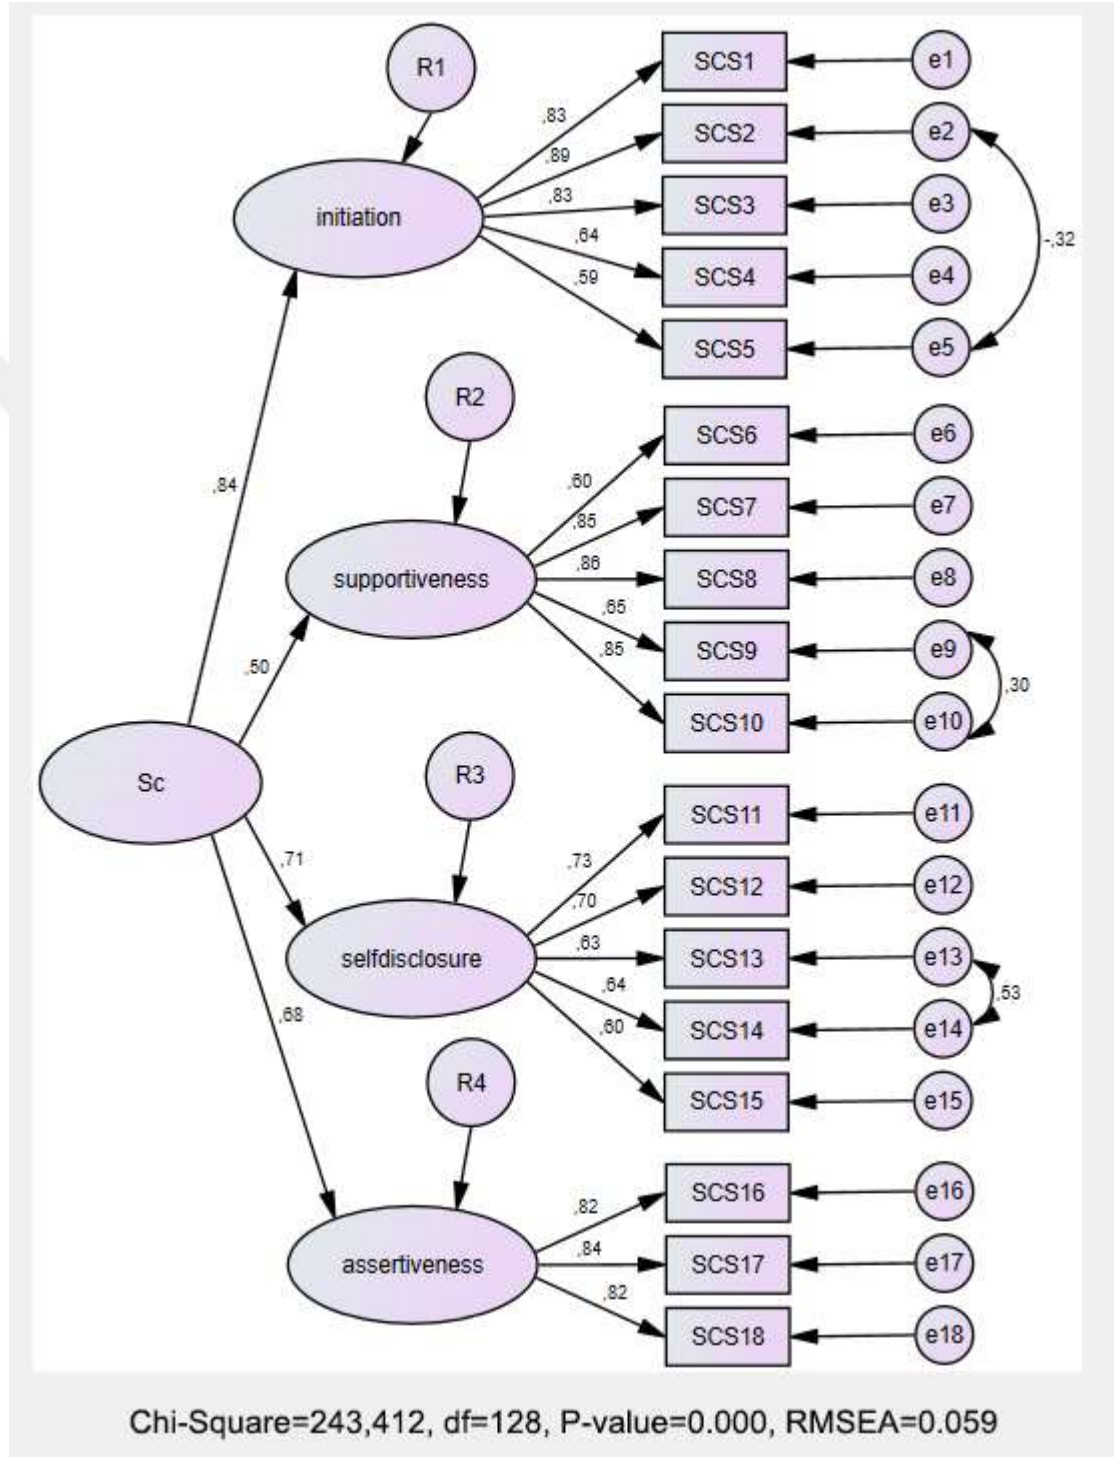 R1
SCS1
e1
,83
SCS2
e2
,89
initiation
,83
SCS3
e3
-,32
,64
SCS4
e4
,59
SCS5
e5
R2
SCS6
e6
,84
,60
SCS7
e7
,85
supportiveness
,86
SCS8
e8
,65
SCS9
e9
,50
,85
,30
SCS10
e10
Sc
R3
SCS11
e11
,71
,73
SCS12
e12
,70
selfdisclosure
,63
SCS13
e13
,64
,53
SCS14
e14
,68
,60
SCS15
e15
R4
SCS16
e16
,82
assertiveness
,84
SCS17
e17
,82
SCS18
e18
Chi-Square=243,412, df=128, P-value=0.000, RMSEA=0.059